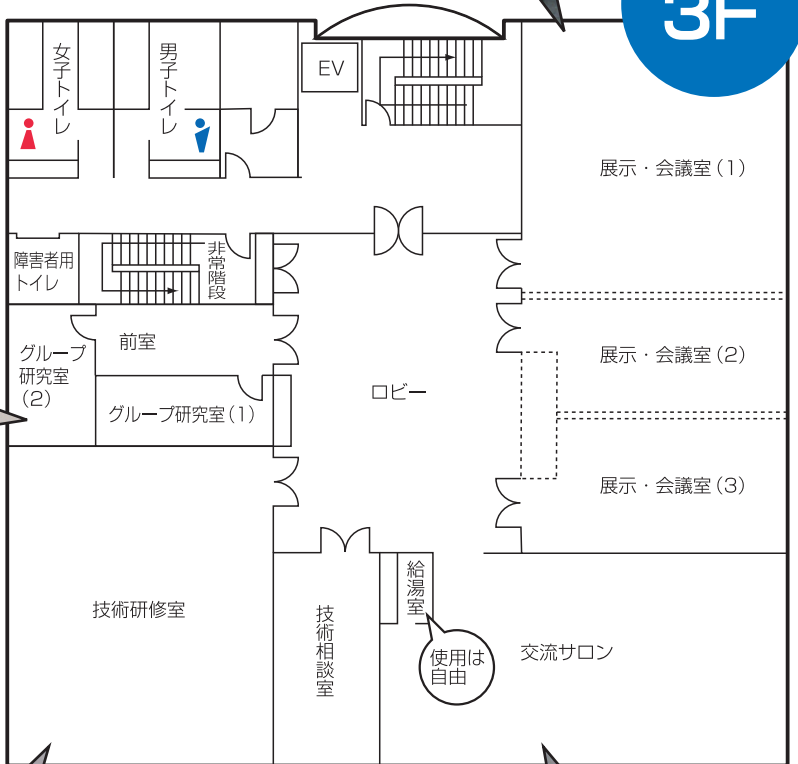 3F
女子トイレ
男子トイレ
EV
展示・会議室(1)
障害者用
トイレ
非常階段
前室
グループ
研究室
(2)
グループ研究室(1)
ロビー
展示・会議室(2)
展示・会議室(3)
技術研修室
技術相談室
給湯室
使用は
自由
交流サロン